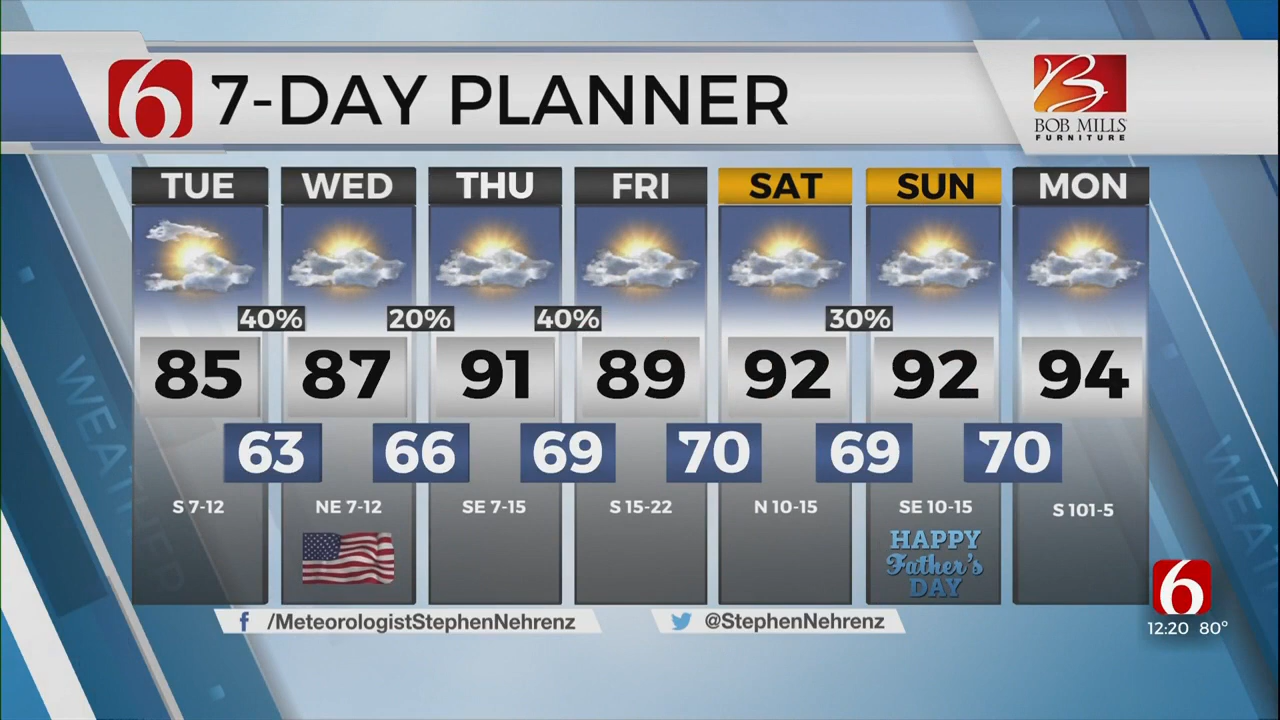 6 7-DAY PLANNER
B
BOB MILLS
FURNITURE
TUE WED THU FRI SAT SUN MON
40% 20% 40% 30%
85 87 91 89 92 92 94
63 66 69 70 69 70
S 7-12 NE 7-12 SE 7-15 S 15-22 N 10-15 SE 10-15 S 101-5
HAPPY
Father's
DAY
f /MeteorologistStephenNehrenz @StephenNehrenz
6
12:20 80°
WEATHER
WEATHE